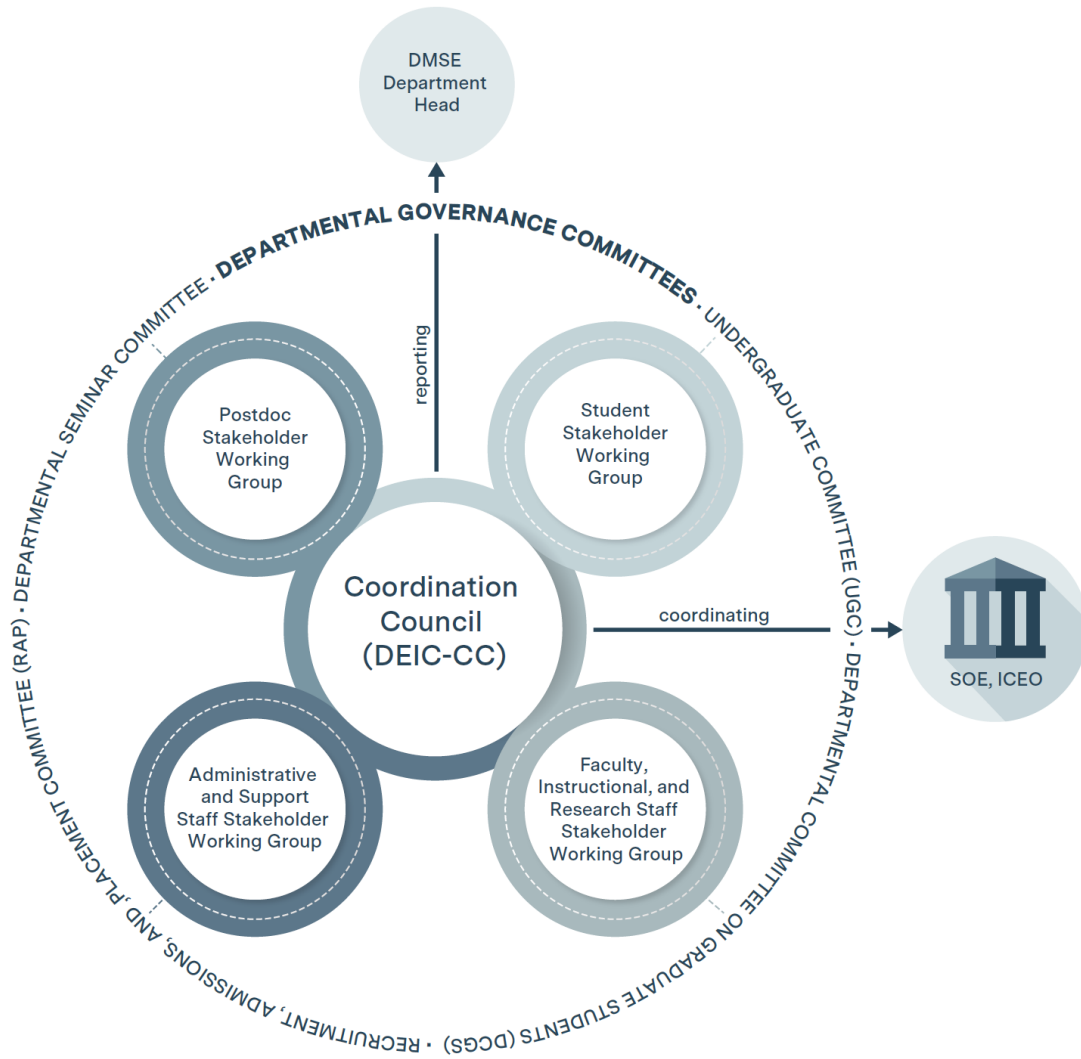 DMSE
Department
Head
DEPARTMENTAL GOVERNANCE COMMITTEES · UNDERGRADUATE COMMITTEE (UGC) · DEPARTMENTAL COMMITTEE ON GRADUATE STUDENTS (DCGS) · RECRUITMENT, ADMISSIONS, AND, PLACEMENT COMMITTEE (RAP) · DEPARTMENTAL SEMINAR COMMITTEE ·
reporting
Postdoc
Stakeholder
Working
Group
Student
Stakeholder
Working
Group
Coordination
Council
(DEIC-CC)
coordinating
SOE, ICEO
Administrative
and Support
Staff Stakeholder
Working Group
Faculty,
Instructional, and
Research Staff
Stakeholder
Working Group